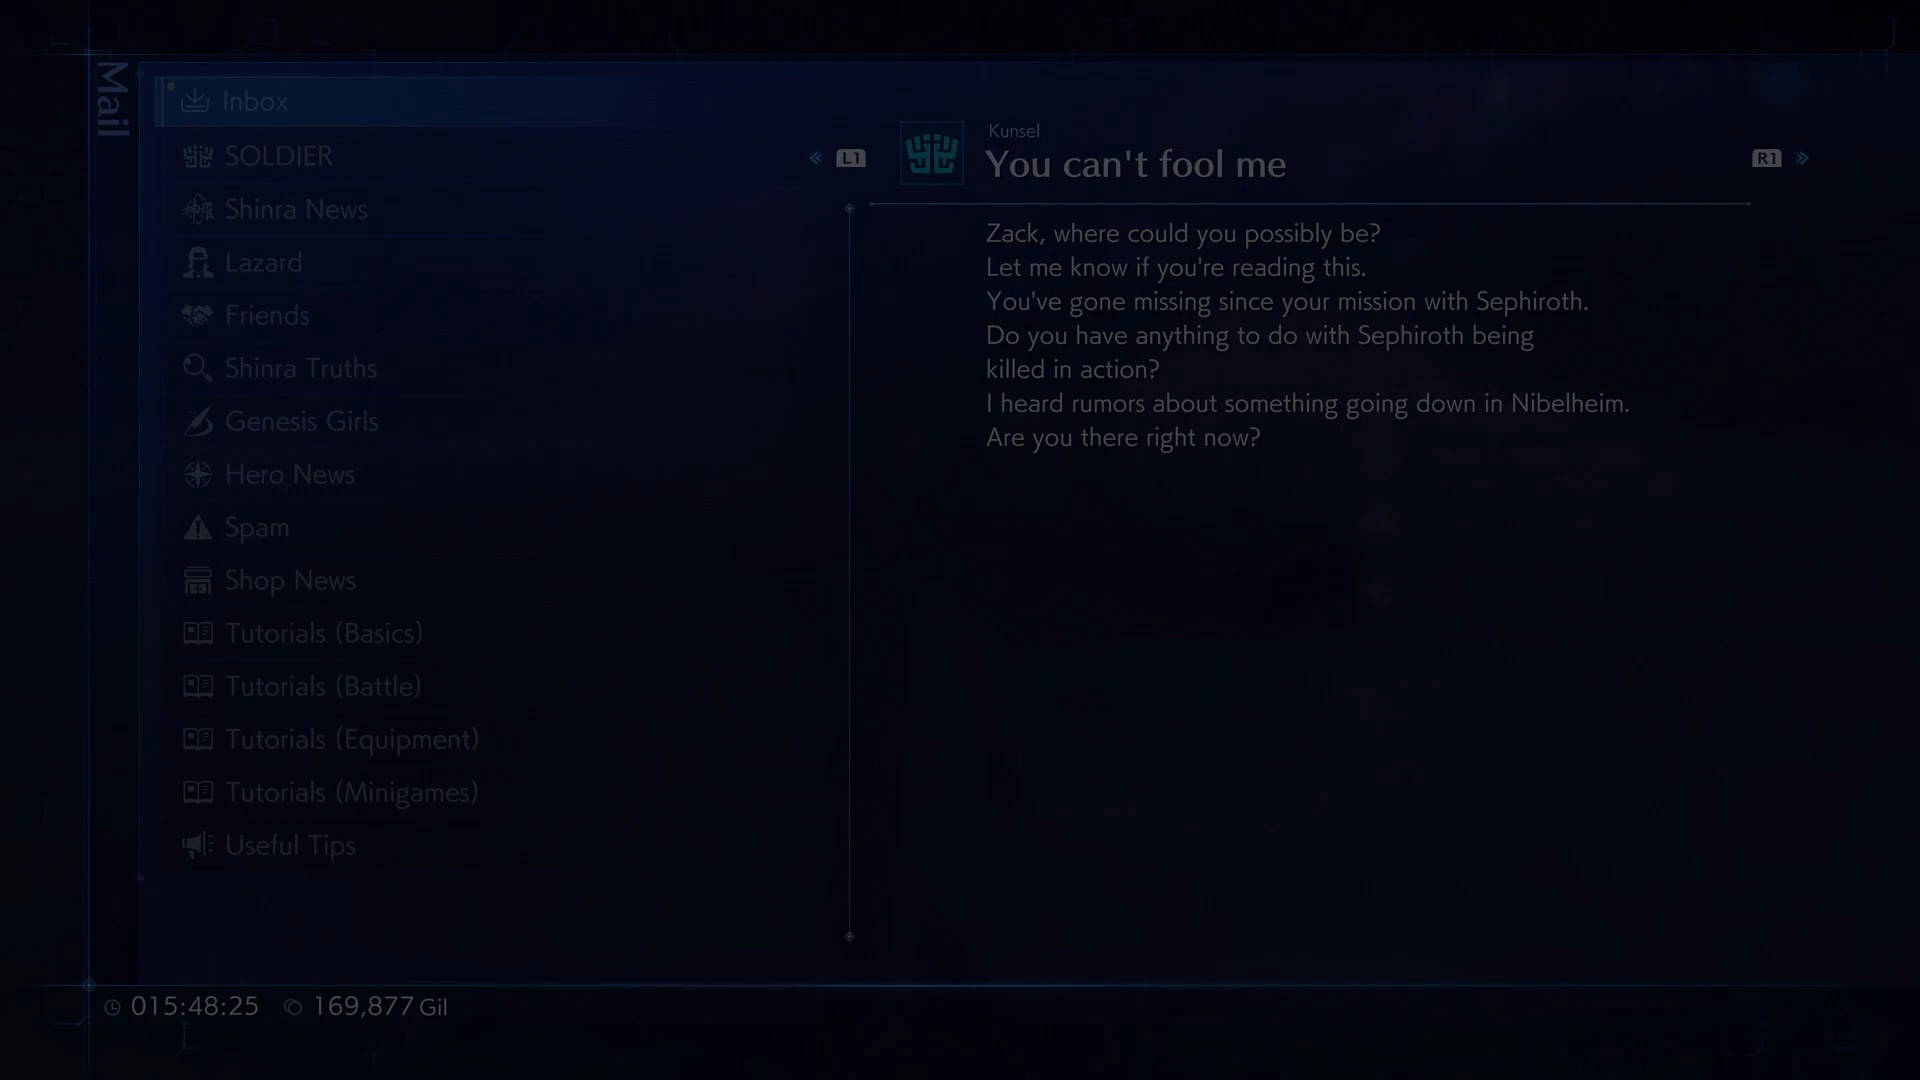 Mail
Inbox
SOLDIER
Shinra News
Lazard
Friends
Shinra Truths
Genesis Girls
Hero News
Spam
Shop News
Tutorials (Basics)
Tutorials (Battle)
Tutorials (Equipment)
Tutorials (Minigames)
Useful Tips
L1
Kunsel
You can't fool me
R1
Zack, where could you possibly be?
Let me know if you're reading this.
You've gone missing since your mission with Sephiroth.
Do you have anything to do with Sephiroth being
killed in action?
I heard rumors about something going down in Nibelheim.
Are you there right now?
015:48:25 169,877 Gil